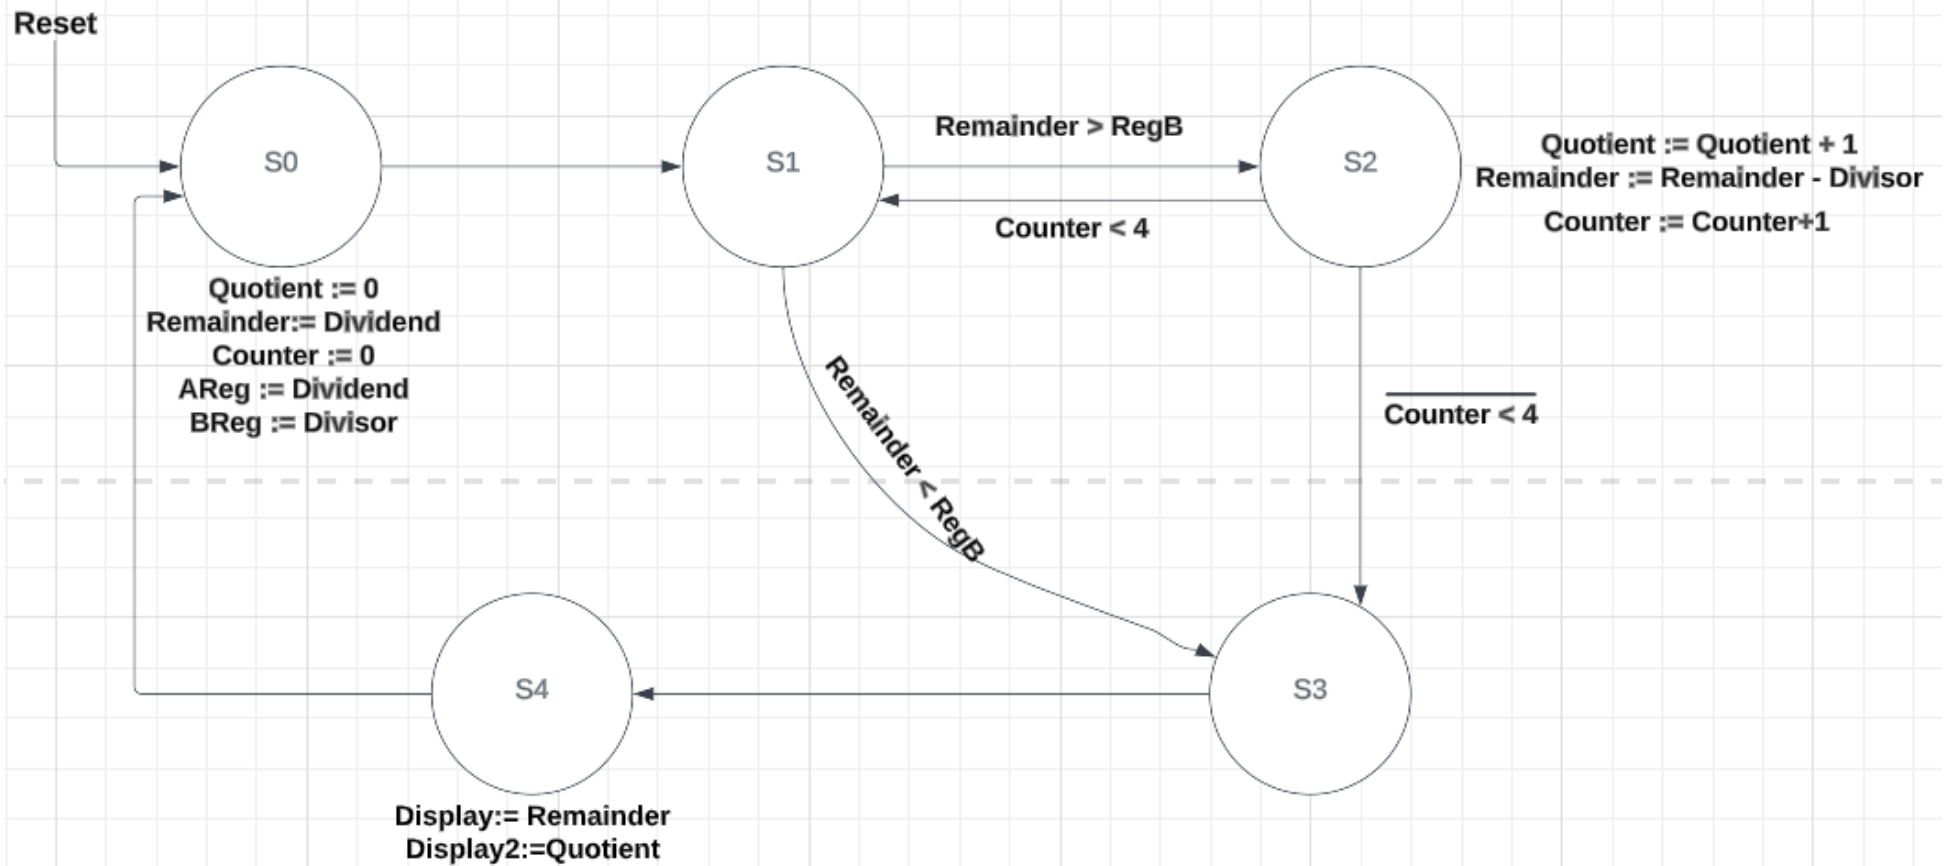 Reset
S0
S1
S2
Remainder > RegB
Counter < 4
Quotient := Quotient + 1
Remainder := Remainder - Divisor
Counter := Counter+1
Quotient := 0
Remainder:= Dividend
Counter := 0
AReg := Dividend
BReg := Divisor
Remainder < RegB
Counter < 4
S4
S3
Display:= Remainder
Display2:=Quotient